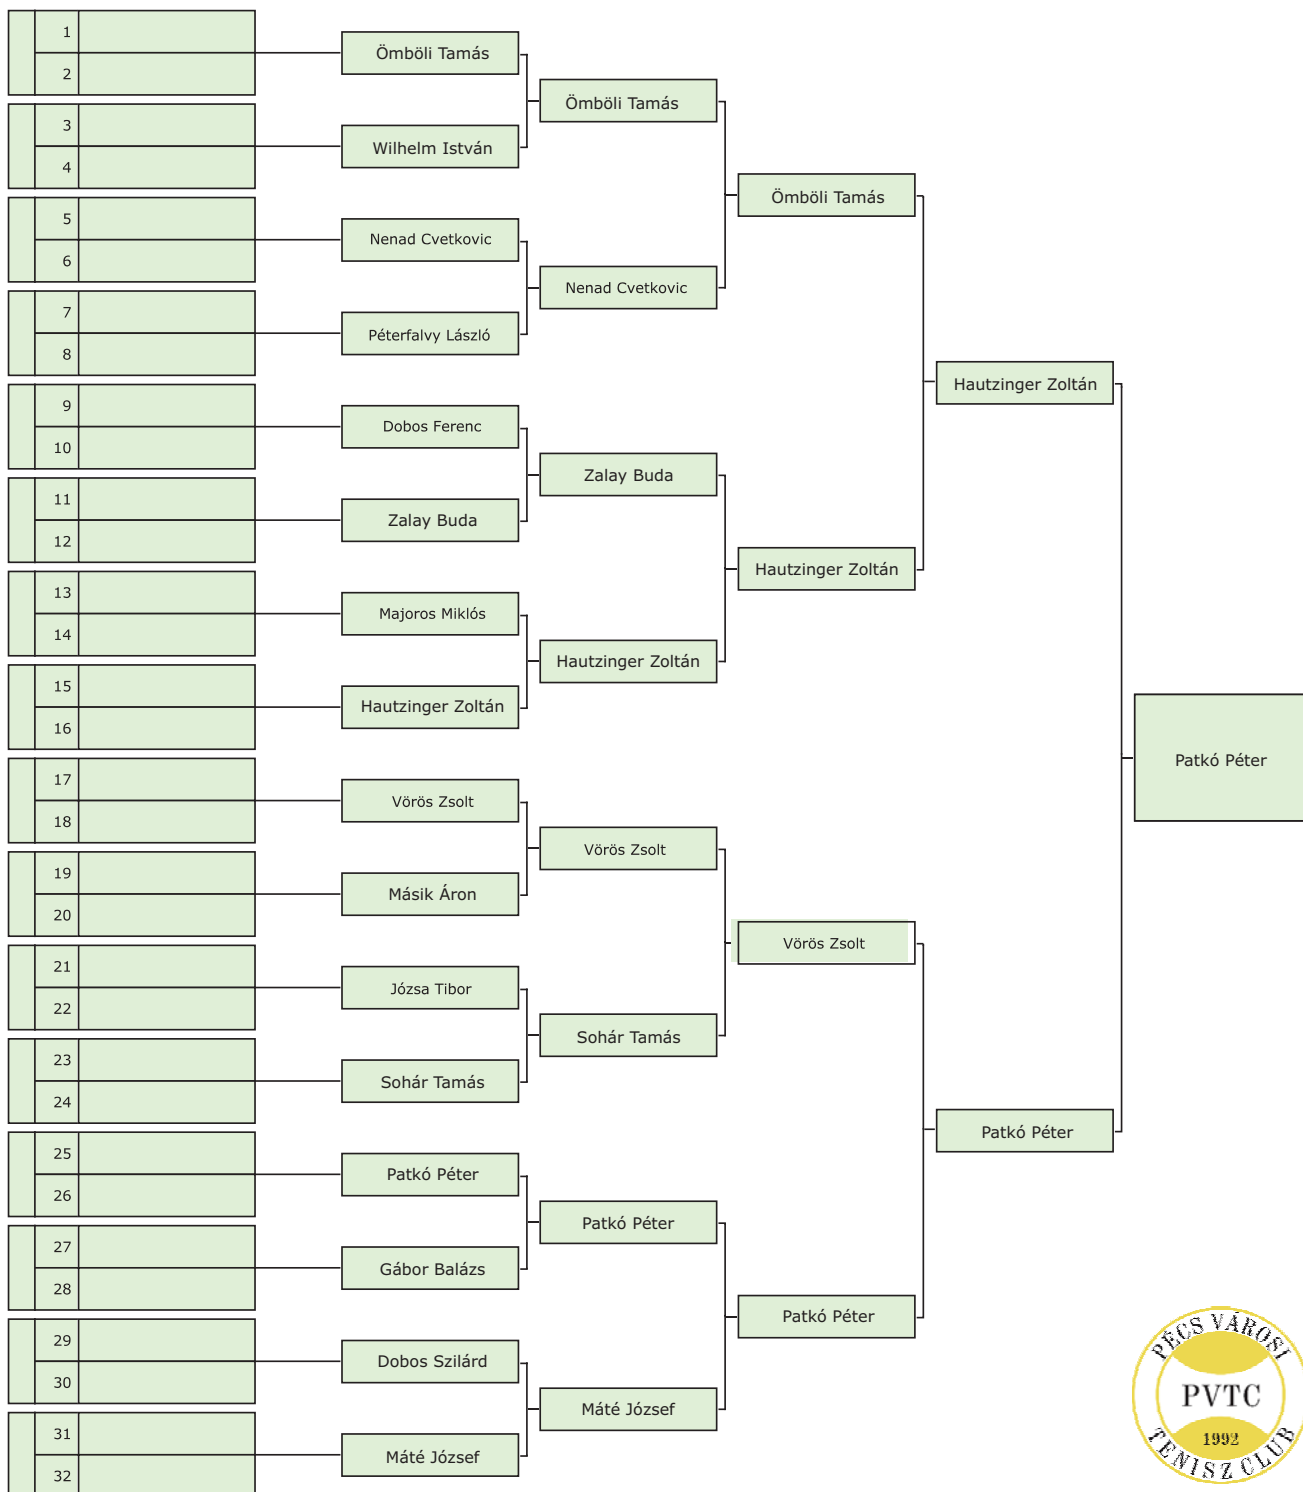 1
2
3
4
5
6
7
8
9
10
11
12
13
14
15
16
17
18
19
20
21
22
23
24
25
26
27
28
29
30
31
32
Ömböli Tamás
Wilhelm István
Nenad Cvetkovic
Péterfalvy László
Dobos Ferenc
Zalay Buda
Majoros Miklós
Hautzinger Zoltán
Vörös Zsolt
Másik Áron
Józsa Tibor
Sohár Tamás
Patkó Péter
Gábor Balázs
Dobos Szilárd
Máté József
Ömböli Tamás
Nenad Cvetkovic
Zalay Buda
Hautzinger Zoltán
Vörös Zsolt
Sohár Tamás
Patkó Péter
Máté József
Ömböli Tamás
Hautzinger Zoltán
Vörös Zsolt
Patkó Péter
Hautzinger Zoltán
Patkó Péter
Patkó Péter
PÉCS VÁROSI
PVTC
1992
TENISZ CLUB